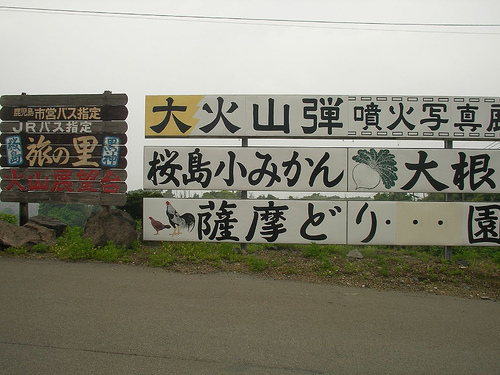 鹿児島市営バス指定
JRバス指定
桜島 旅の里
火山展望台
大火山弾 噴火写真展
桜島小みかん 大根
薩摩どり・・・園